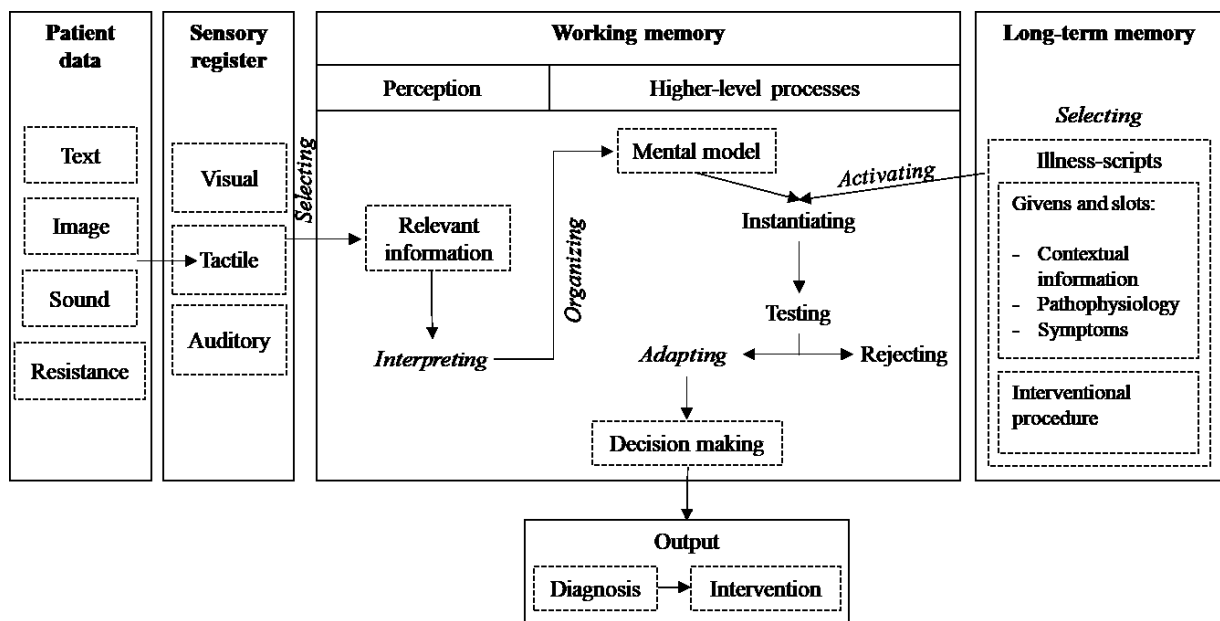 Patient
data
Text
Image
Sound
Resistance
Sensory
register
Visual
Tactile
Auditory
Selecting
Working memory
Perception
Higher-level processes
Relevant
information
Interpreting
Organizing
Mental model
Activating
Instantiating
Testing
Adapting
Rejecting
Decision making
Long-term memory
Selecting
Illness-scripts
Givens and slots:
- Contextual
information
- Pathophysiology
- Symptoms
Interventional
procedure
Output
Diagnosis
Intervention